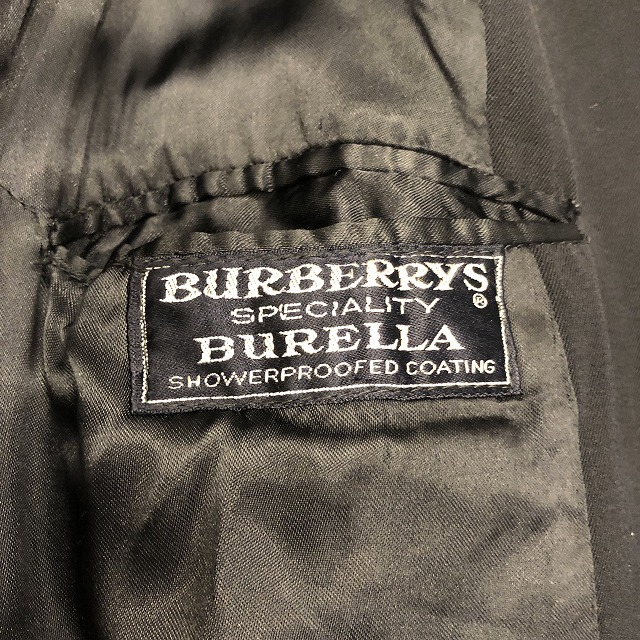 BURBERRYS®
SPECIALITY
BURELLA
SHOWERPROOFED COATING